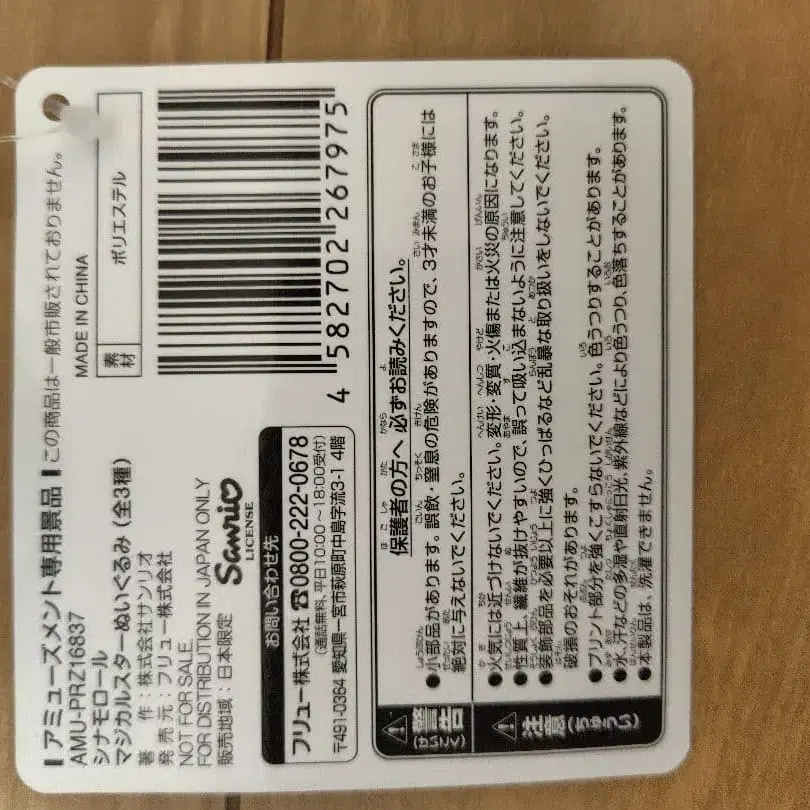 アミューズメント専用景品 この商品は一般市販されておりません。
AMU-PRZ16837 MADE IN CHINA
シナモロール
マジカルスターぬいぐるみ(全3種)
素材 ポリエステル
著作:株式会社サンリオ
発売元:フリュー株式会社
NOT FOR SALE.
FOR DISTRIBUTION IN JAPAN ONLY
販売地域:日本限定
Sanrio
LICENSE
4 582702 267975
お問い合わせ先
フリュー株式会社 ☎0800-222-0678
(通話無料、平日10:00~18:00受付)
〒491-0364 愛知県一宮市萩原町中島字流3-1 4階
警告
(けいこく)
保護者の方へ 必ずお読みください。
●小部品があります。誤飲・窒息の危険がありますので、3才未満のお子様には
絶対に与えないでください。
注意(ちゅうい)
●火気には近づけないでください。変形・変質・火傷または火災の原因になります。
●性質上、繊維が抜けやすいので、誤って吸い込まないように注意してください。
●装飾部品を必要以上に強くひっぱるなど乱暴な取り扱いをしないでください。
破損のおそれがあります。
●プリント部分を強くこすらないでください。色うつりすることがあります。
●水、汗などの多湿や直射日光、紫外線などにより色うつり、色落ちすることがあります。
●本製品は、洗濯できません。